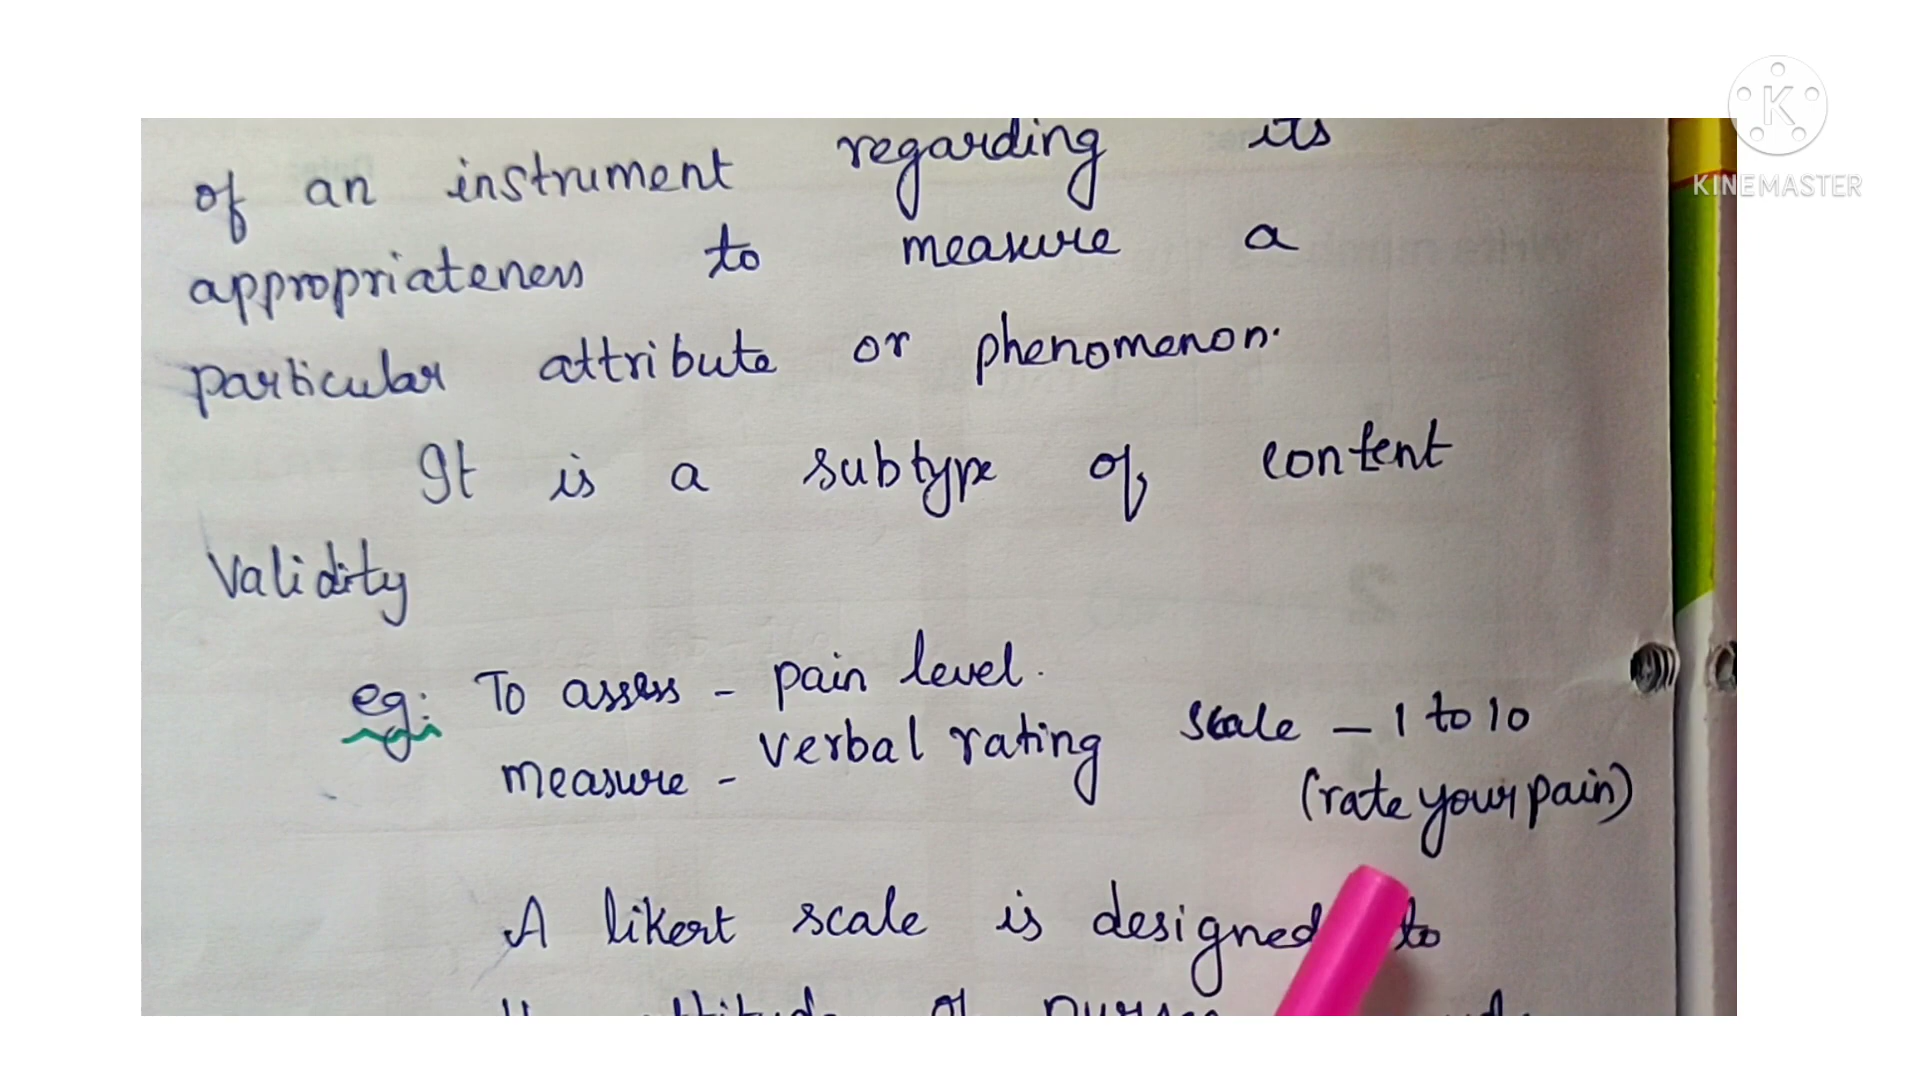 KINEMASTER
of an instrument regarding its
appropriateness to measure a
particular attribute or phenomenon.
It is a subtype of content
Validity
eg: To assess - pain level.
measure - verbal rating scale - 1 to 10
(rate your pain)
A likert scale is designed to
of